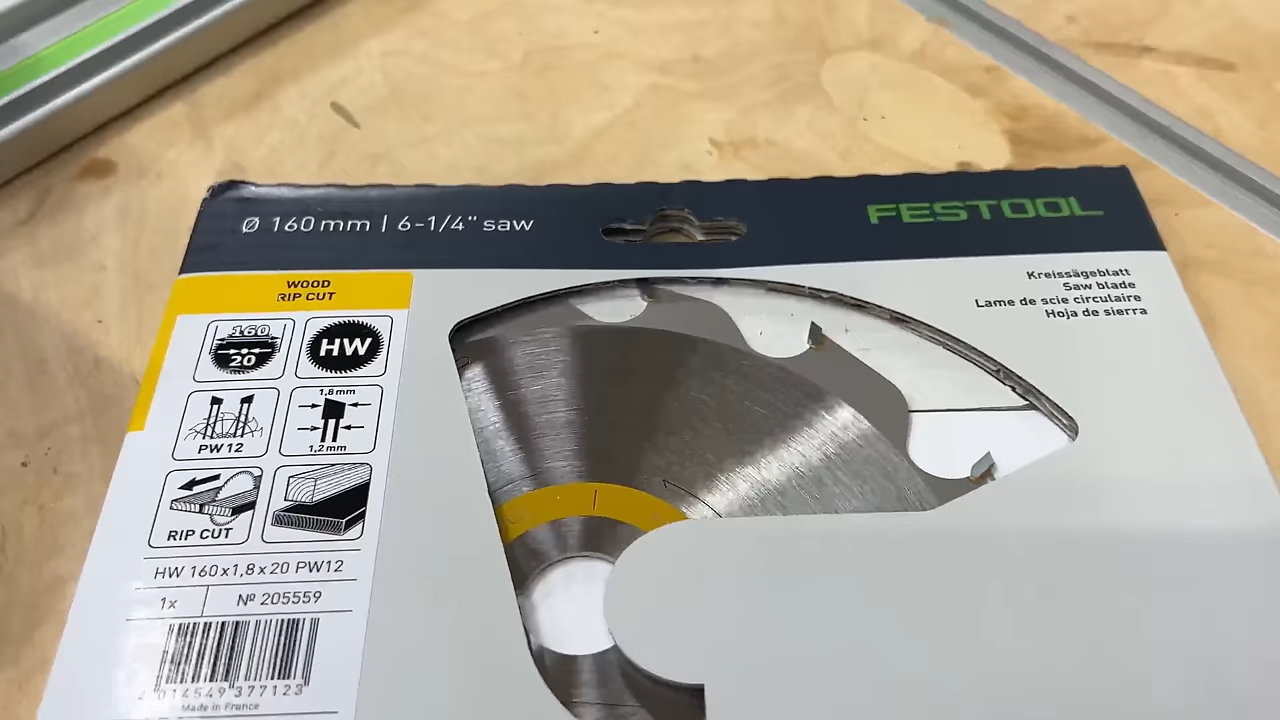 Ø 160mm | 6-1/4" saw
FESTOOL
WOOD
RIP CUT
Kreissägeblatt
Saw blade
Lame de scie circulaire
Hoja de sierra
160
20
HW
PW12
1,8mm
1,2mm
RIP CUT
HW 160x1,8x20 PW12
1x
Nº 205559
4 014549 377123
Made in France